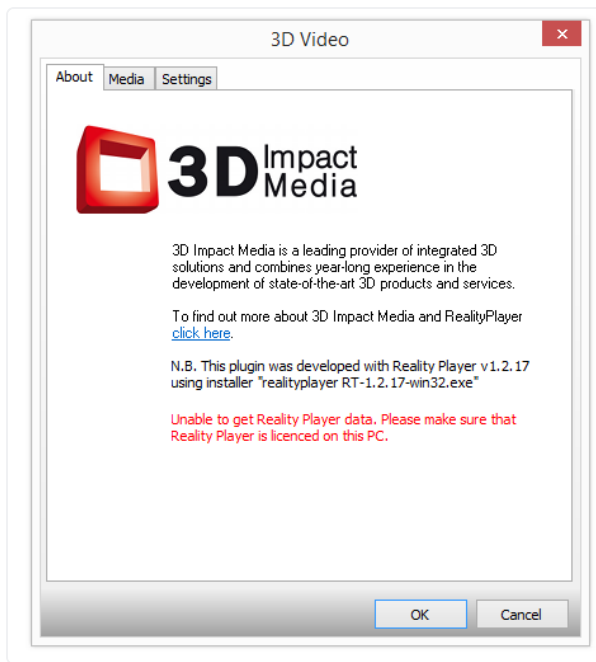 3D Video
About Media Settings
3D Impact
Media
3D Impact Media is a leading provider of integrated 3D
solutions and combines year-long experience in the
development of state-of-the-art 3D products and services.
To find out more about 3D Impact Media and RealityPlayer
click here.
N.B. This plugin was developed with Reality Player v1.2.17
using installer "realityplayer RT-1.2.17-win32.exe"
Unable to get Reality Player data. Please make sure that
Reality Player is licenced on this PC.
OK Cancel